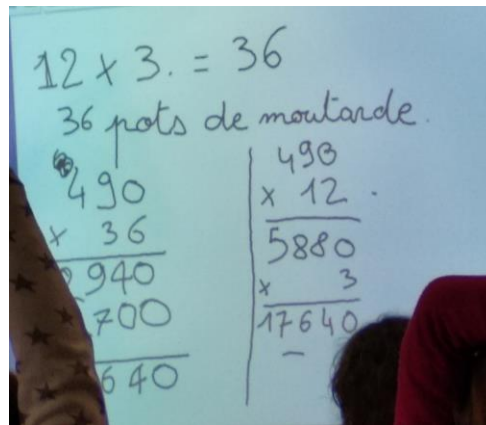 12 x 3. = 36
36 pots de moutarde.
490
x 36
940
700
640
490
x 12.
5880
x 3
17640